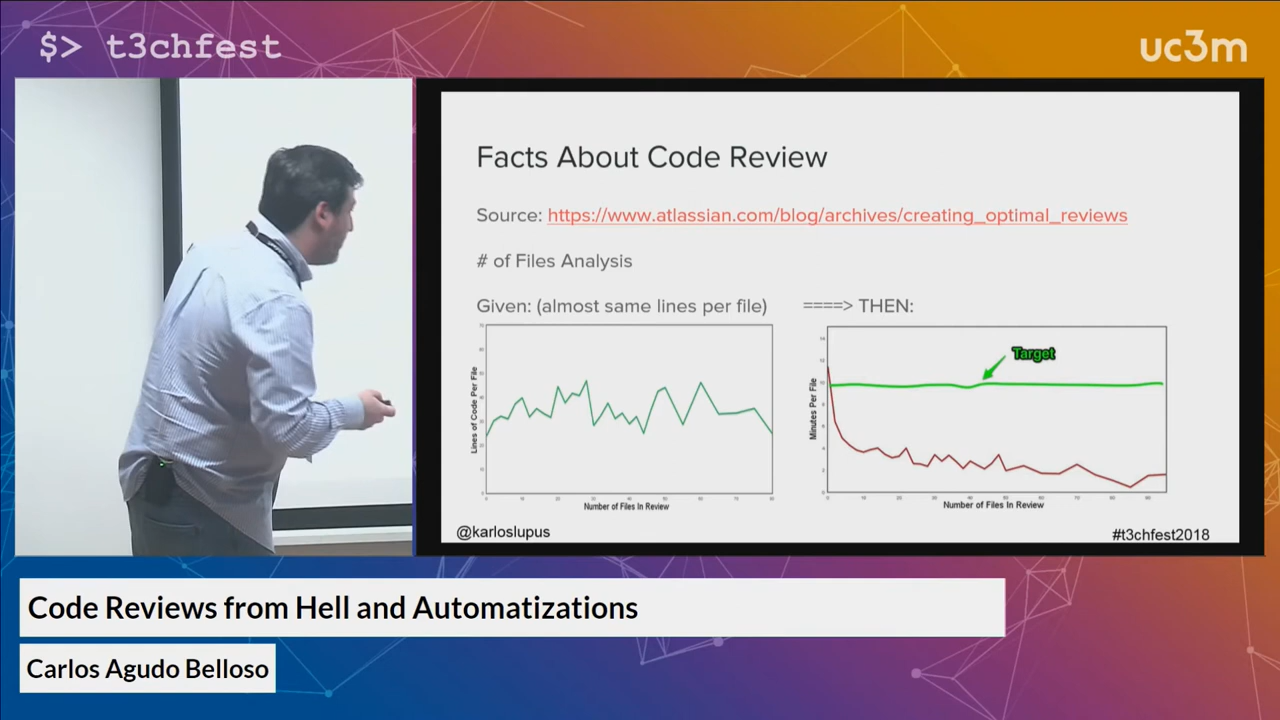 $> t3chfest
uc3m
Facts About Code Review
Source: https://www.atlassian.com/blog/archives/creating_optimal_reviews
# of Files Analysis
Given: (almost same lines per file)
====> THEN:
Lines of Code Per File
Number of Files In Review
Target
Minutes Per File
Number of Files In Review
@karloslupus
#t3chfest2018
Code Reviews from Hell and Automatizations
Carlos Agudo Belloso